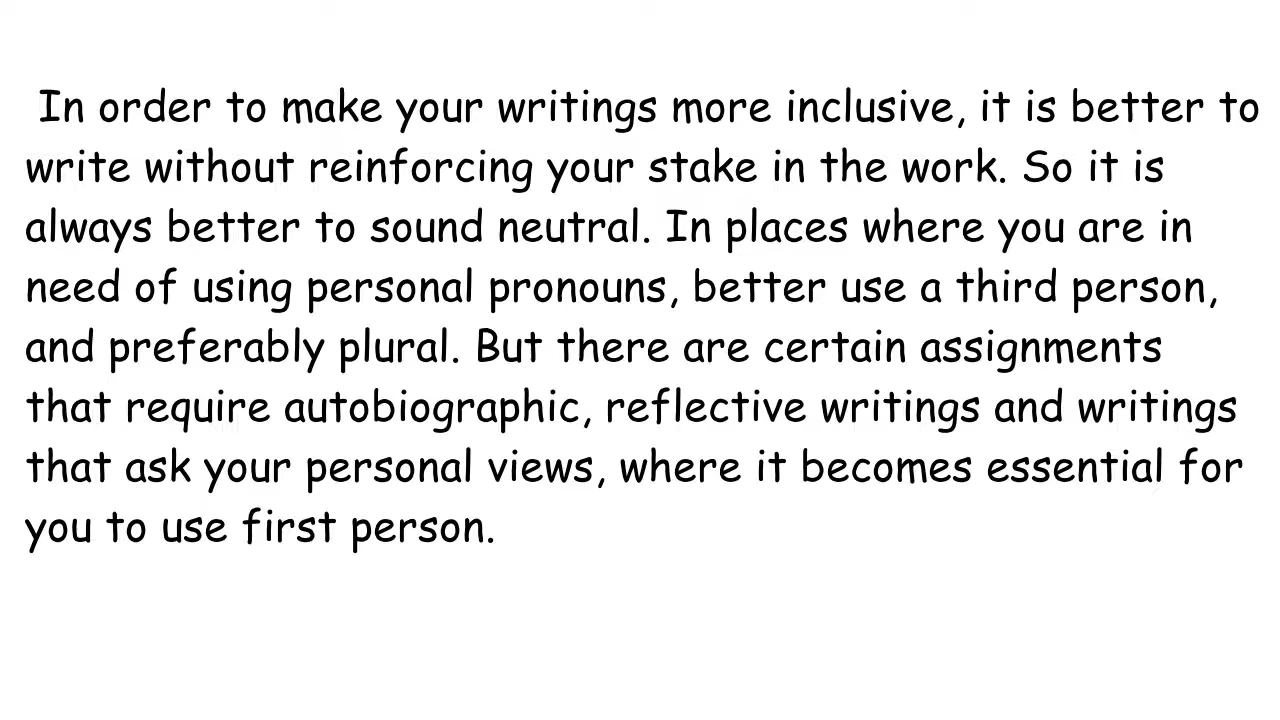 In order to make your writings more inclusive, it is better to
write without reinforcing your stake in the work. So it is
always better to sound neutral. In places where you are in
need of using personal pronouns, better use a third person,
and preferably plural. But there are certain assignments
that require autobiographic, reflective writings and writings
that ask your personal views, where it becomes essential for
you to use first person.